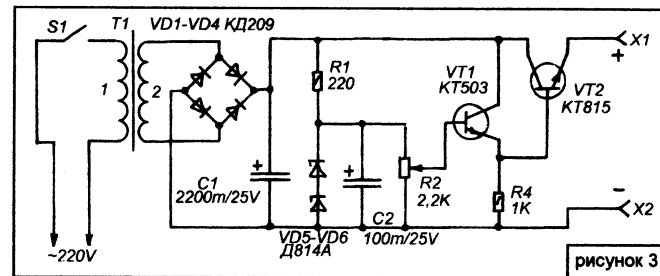 S1
T1
VD1-VD4 КД209
1
2
C1
2200m/25V
R1
220
VD5-VD6
Д814А
C2
100m/25V
R2
2,2K
VT1
КТ503
R4
1K
VT2
КТ815
X1
+
-
X2
+
+
~220V
рисунок 3